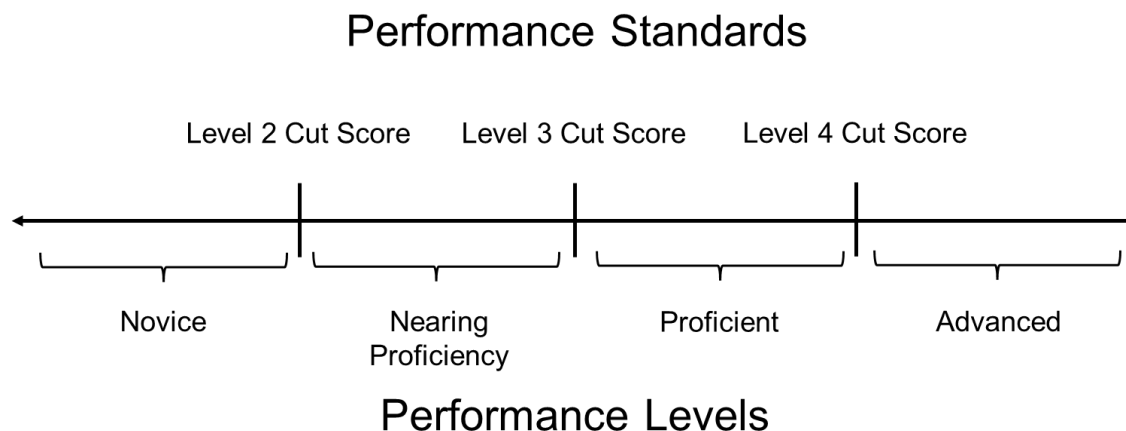 Performance Standards
Level 2 Cut Score Level 3 Cut Score Level 4 Cut Score
Novice Nearing Proficient Advanced
Proficiency
Performance Levels